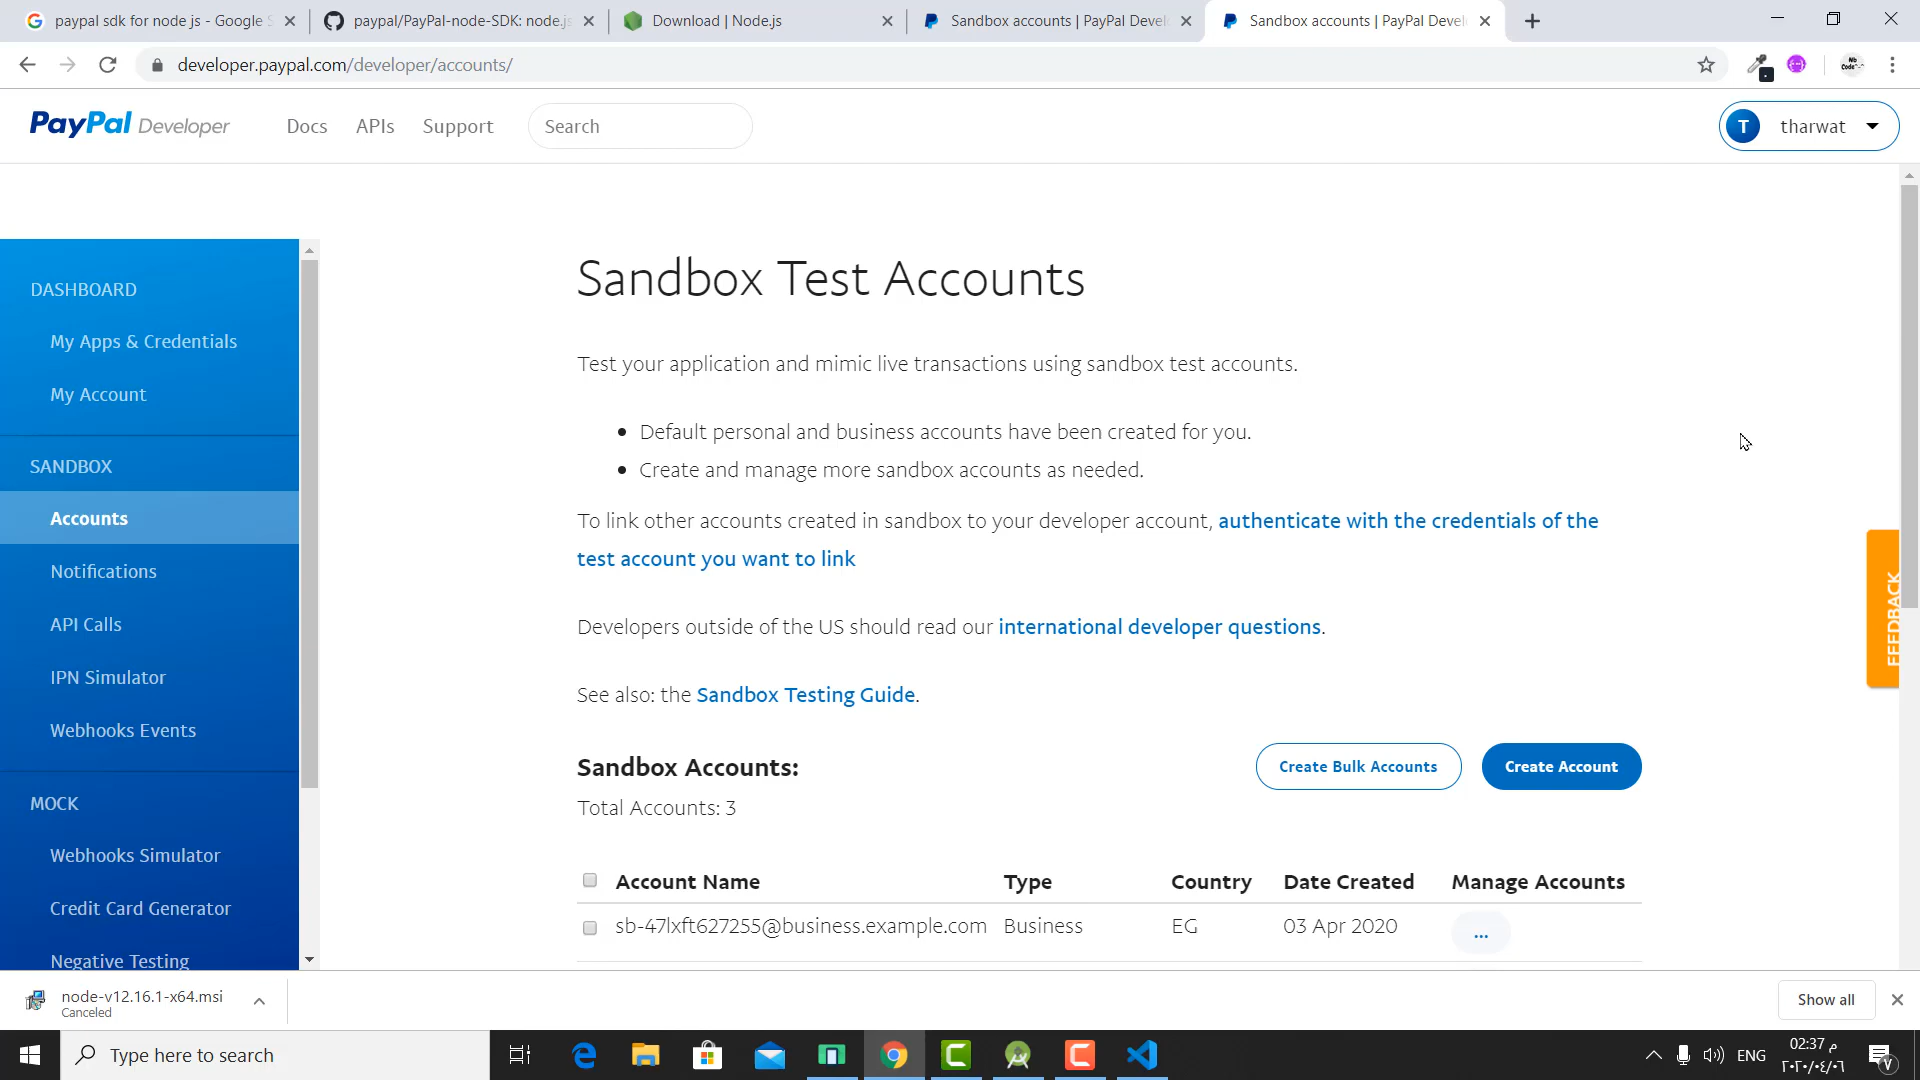 paypal sdk for node js - Google S
paypal/PayPal-node-SDK: node.js
Download | Node.js
Sandbox accounts | PayPal Devel
Sandbox accounts | PayPal Devel
developer.paypal.com/developer/accounts/
PayPal Developer
Docs
APIs
Support
Search
T
tharwat
DASHBOARD
My Apps & Credentials
My Account
SANDBOX
Accounts
Notifications
API Calls
IPN Simulator
Webhooks Events
MOCK
Webhooks Simulator
Credit Card Generator
Negative Testing
Sandbox Test Accounts
Test your application and mimic live transactions using sandbox test accounts.
Default personal and business accounts have been created for you.
Create and manage more sandbox accounts as needed.
To link other accounts created in sandbox to your developer account, authenticate with the credentials of the
test account you want to link
Developers outside of the US should read our international developer questions.
See also: the Sandbox Testing Guide.
Sandbox Accounts:
Total Accounts: 3
Create Bulk Accounts
Create Account
Account Name Type Country Date Created Manage Accounts
sb-47lxft627255@business.example.com Business EG 03 Apr 2020 ...
FEEDBACK
node-v12.16.1-x64.msi
Canceled
Show all
Type here to search
ENG
02:37 م
٢٠٢٠/٠٤/٠٦